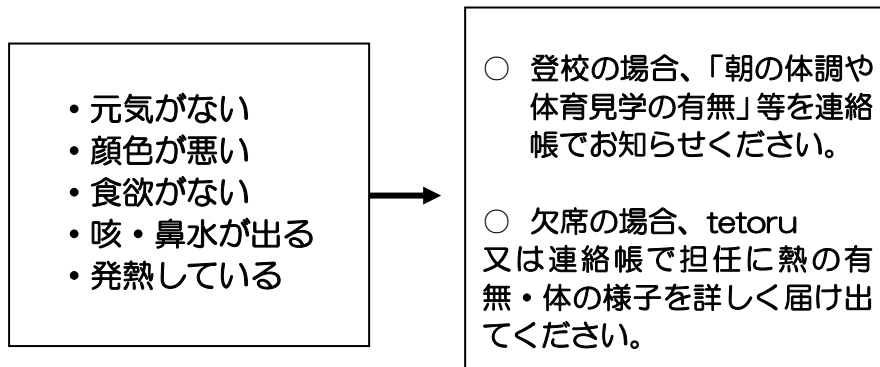 ・元気がない
・顔色が悪い
・食欲がない
・咳・鼻水が出る
・発熱している
○ 登校の場合、「朝の体調や
体育見学の有無」等を連絡
帳でお知らせください。
○ 欠席の場合、tetoru
又は連絡帳で担任に熱の有
無・体の様子を詳しく届け出
てください。